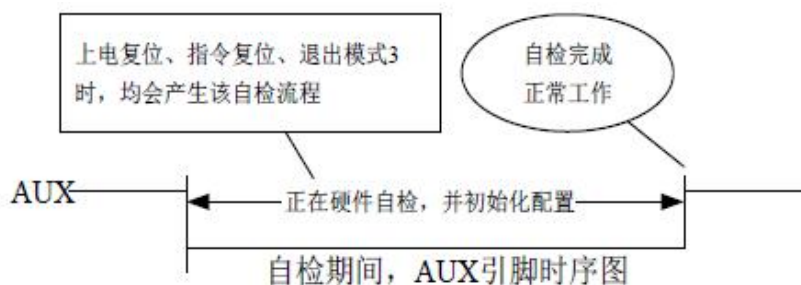 上电复位、指令复位、退出模式3
时，均会产生该自检流程
自检完成
正常工作
AUX
正在硬件自检，并初始化配置
自检期间，AUX引脚时序图